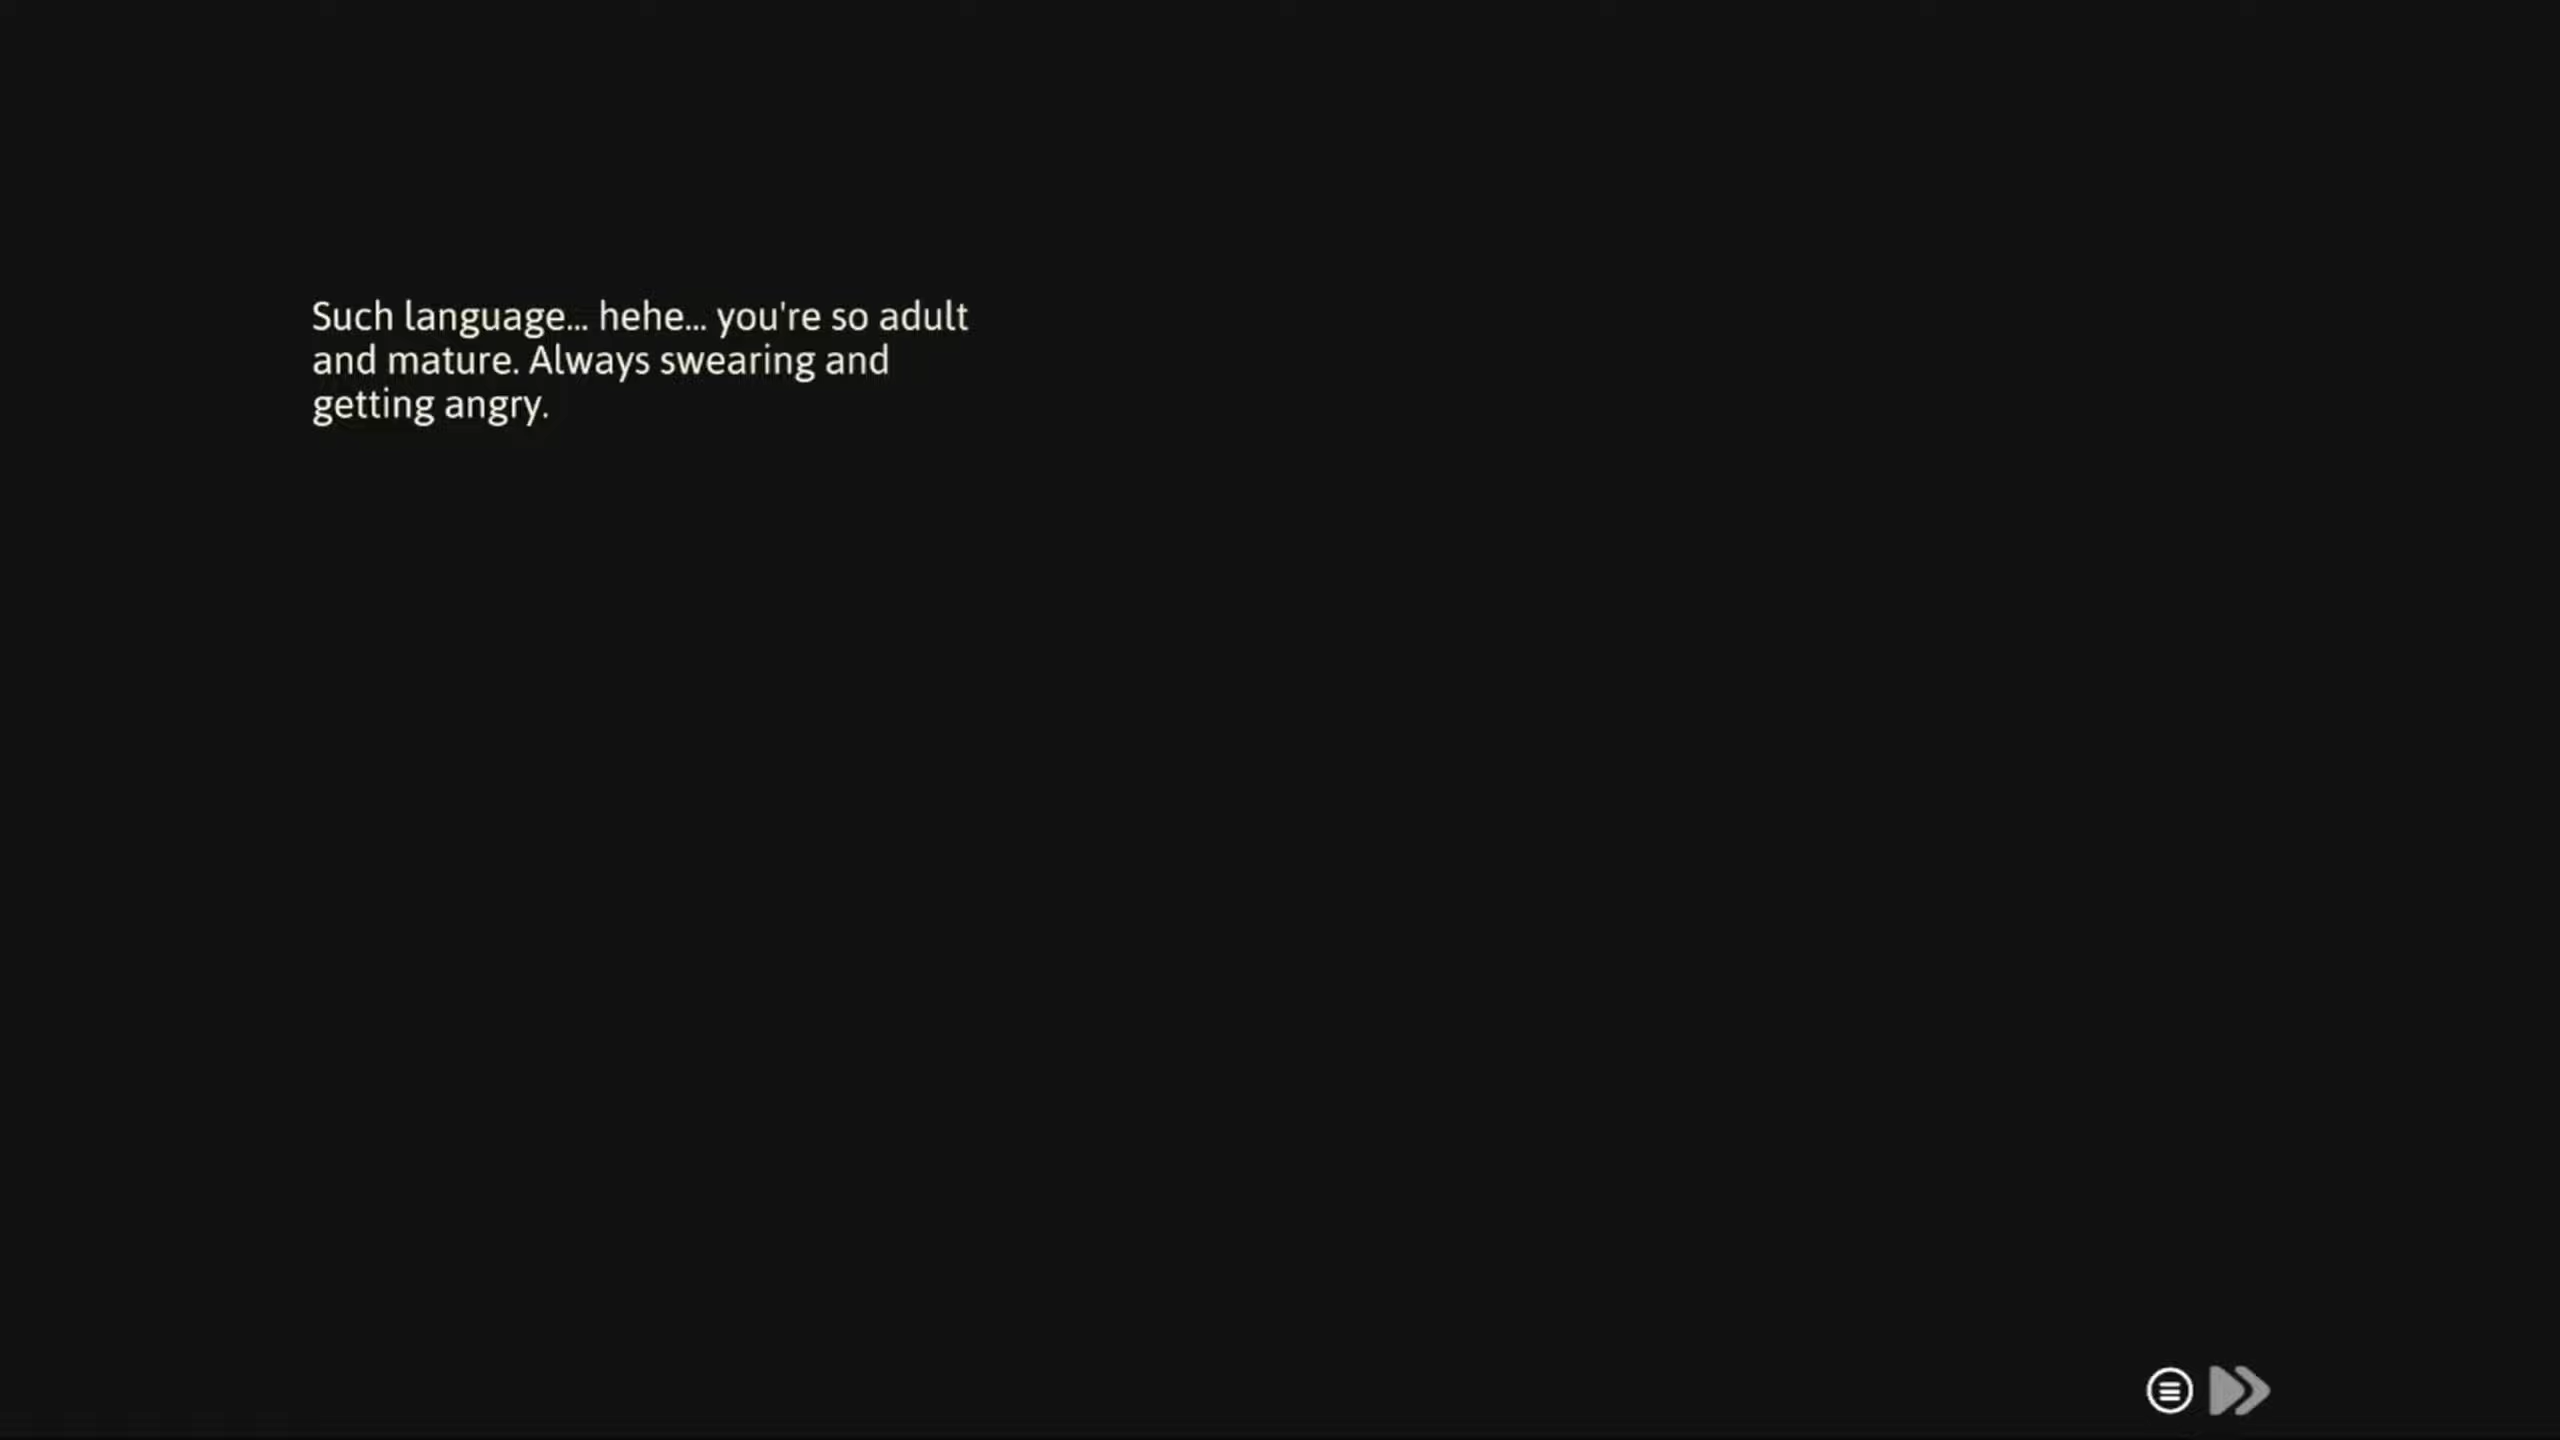 Such language... hehe... you're so adult
and mature. Always swearing and
getting angry.